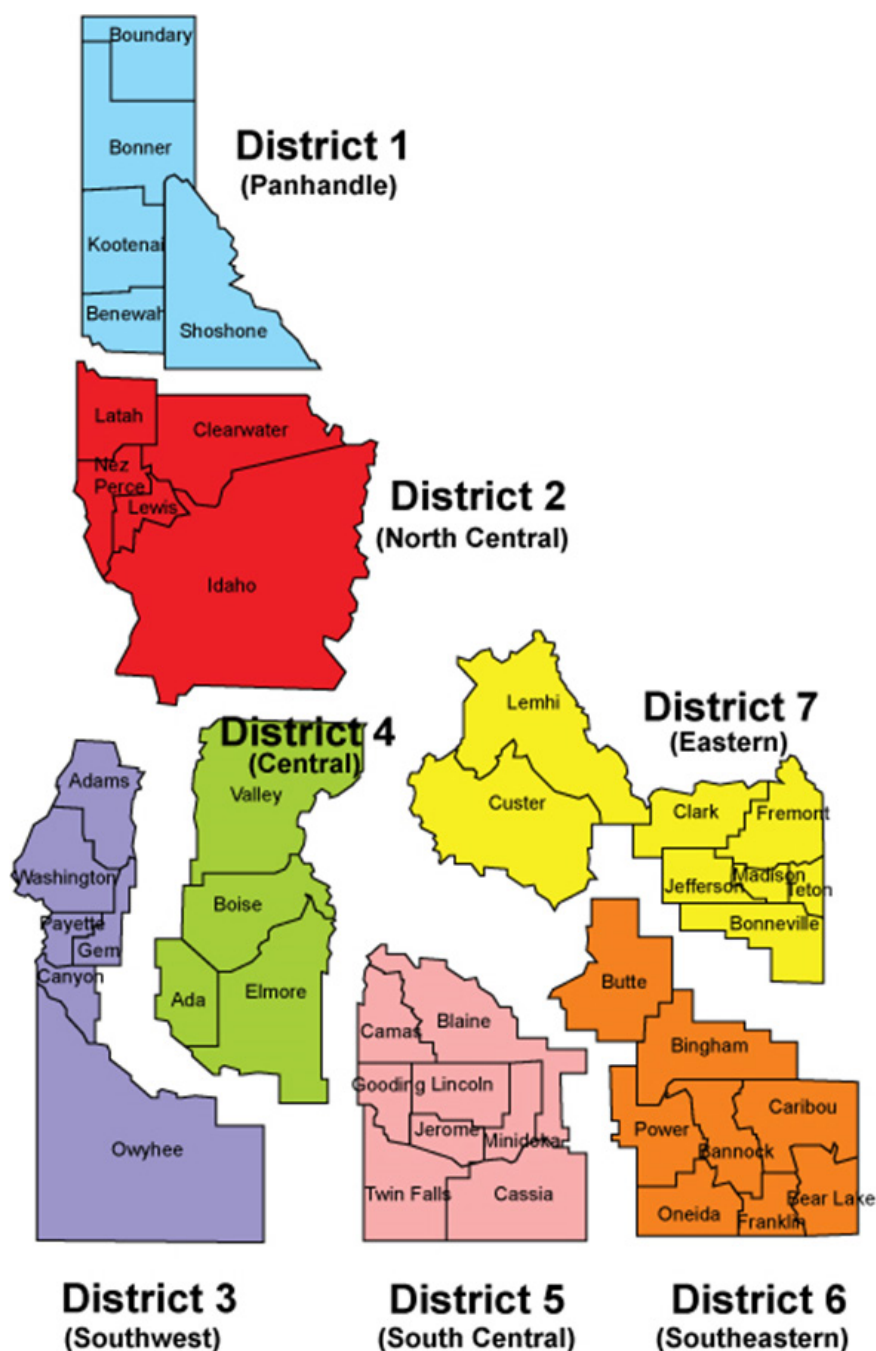 Boundary
Bonner
District 1
(Panhandle)
Kootenai
Benewah
Shoshone
Latah
Clearwater
Nez
Perce
Lewis
District 2
(North Central)
Idaho
Lemhi
District 7
(Eastern)
District 4
(Central)
Adams
Valley
Custer
Clark
Fremont
Washington
Madison
Jefferson
Teton
Boise
Payette
Bonneville
Gem
Canyon
Butte
Ada
Elmore
Camas
Blaine
Bingham
Gooding
Lincoln
Caribou
Jerome
Minidoka
Power
Bannock
Owyhee
Twin Falls
Cassia
Bear Lake
Oneida
Franklin
District 3
(Southwest)
District 5
(South Central)
District 6
(Southeastern)